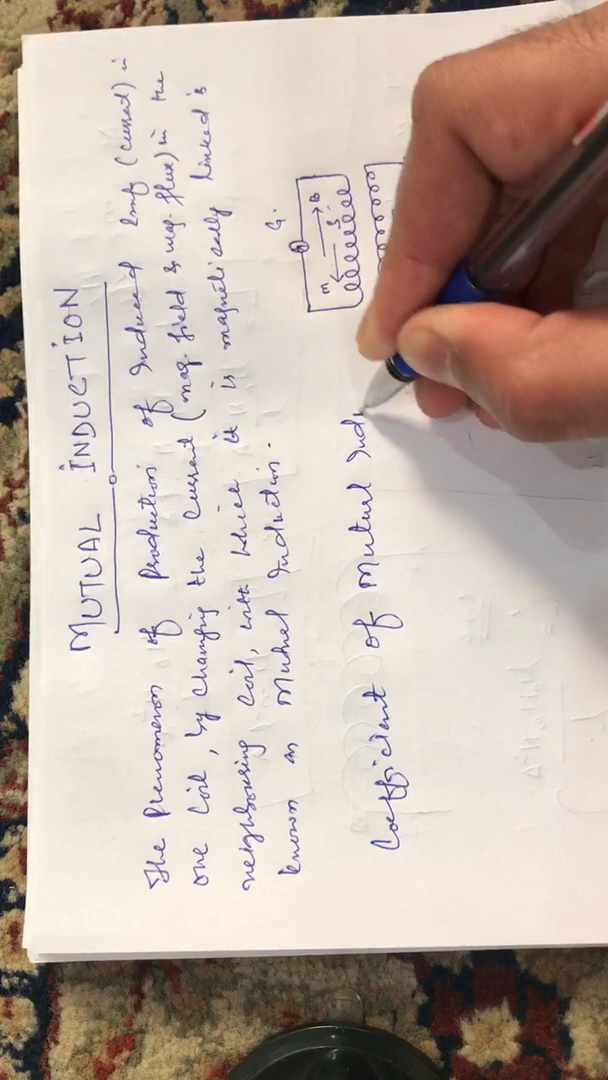 MUTUAL INDUCTION
The Phenomenon of Production of Induced Emf (Current) in
one Coil, by changing the Current (mag. field & mag. flux) in the
neighbouring Coil, with which it is magnetically linked is
known as Mutual Induction.
G.
m S B
Coefficient of Mutual Ind